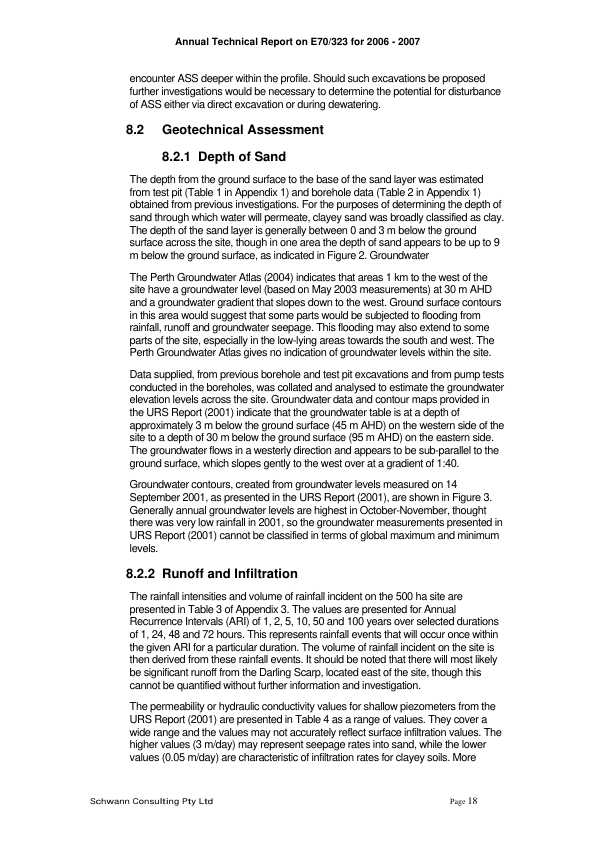 Annual Technical Report on E70/323 for 2006 - 2007
encounter ASS deeper within the profile. Should such excavations be proposed
further investigations would be necessary to determine the potential for disturbance
of ASS either via direct excavation or during dewatering.
8.2 Geotechnical Assessment
8.2.1 Depth of Sand
The depth from the ground surface to the base of the sand layer was estimated
from test pit (Table 1 in Appendix 1) and borehole data (Table 2 in Appendix 1)
obtained from previous investigations. For the purposes of determining the depth of
sand through which water will permeate, clayey sand was broadly classified as clay.
The depth of the sand layer is generally between 0 and 3 m below the ground
surface across the site, though in one area the depth of sand appears to be up to 9
m below the ground surface, as indicated in Figure 2. Groundwater
The Perth Groundwater Atlas (2004) indicates that areas 1 km to the west of the
site have a groundwater level (based on May 2003 measurements) at 30 m AHD
and a groundwater gradient that slopes down to the west. Ground surface contours
in this area would suggest that some parts would be subjected to flooding from
rainfall, runoff and groundwater seepage. This flooding may also extend to some
parts of the site, especially in the low-lying areas towards the south and west. The
Perth Groundwater Atlas gives no indication of groundwater levels within the site.
Data supplied, from previous borehole and test pit excavations and from pump tests
conducted in the boreholes, was collated and analysed to estimate the groundwater
elevation levels across the site. Groundwater data and contour maps provided in
the URS Report (2001) indicate that the groundwater table is at a depth of
approximately 3 m below the ground surface (45 m AHD) on the western side of the
site to a depth of 30 m below the ground surface (95 m AHD) on the eastern side.
The groundwater flows in a westerly direction and appears to be sub-parallel to the
ground surface, which slopes gently to the west over at a gradient of 1:40.
Groundwater contours, created from groundwater levels measured on 14
September 2001, as presented in the URS Report (2001), are shown in Figure 3.
Generally annual groundwater levels are highest in October-November, thought
there was very low rainfall in 2001, so the groundwater measurements presented in
URS Report (2001) cannot be classified in terms of global maximum and minimum
levels.
8.2.2 Runoff and Infiltration
The rainfall intensities and volume of rainfall incident on the 500 ha site are
presented in Table 3 of Appendix 3. The values are presented for Annual
Recurrence Intervals (ARI) of 1, 2, 5, 10, 50 and 100 years over selected durations
of 1, 24, 48 and 72 hours. This represents rainfall events that will occur once within
the given ARI for a particular duration. The volume of rainfall incident on the site is
then derived from these rainfall events. It should be noted that there will most likely
be significant runoff from the Darling Scarp, located east of the site, though this
cannot be quantified without further information and investigation.
The permeability or hydraulic conductivity values for shallow piezometers from the
URS Report (2001) are presented in Table 4 as a range of values. They cover a
wide range and the values may not accurately reflect surface infiltration values. The
higher values (3 m/day) may represent seepage rates into sand, while the lower
values (0.05 m/day) are characteristic of infiltration rates for clayey soils. More
Schwann Consulting Pty Ltd
Page 18